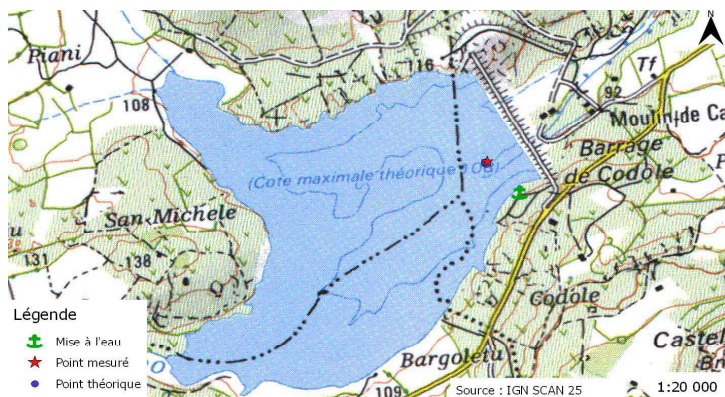 Piani
116
Tf
108
92
Moulin de Ca
(Cote maximale théorique 108)
Barrage
de Codole
San Michele
131
138
D
Légende
Mise à l'eau
Point mesuré
Point théorique
Codole
Bargoletu
Castel
Br
O
109
Source : IGN SCAN 25
1:20 000